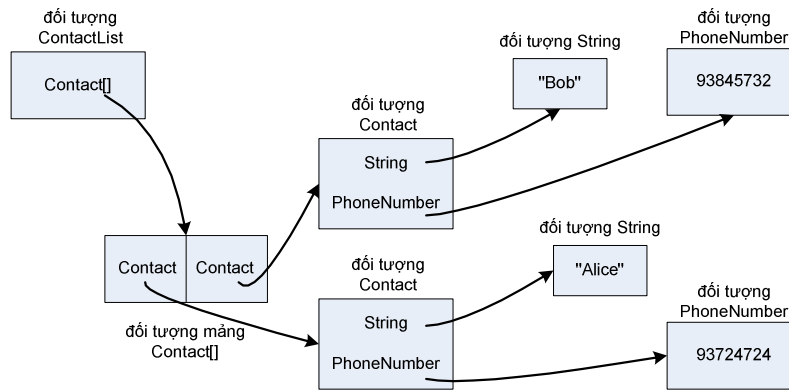 đối tượng
ContactList
Contact[]
đối tượng String
"Bob"
đối tượng
PhoneNumber
93845732
đối tượng
Contact
String
PhoneNumber
Contact
Contact
đối tượng mảng
Contact[]
đối tượng
Contact
String
PhoneNumber
đối tượng String
"Alice"
đối tượng
PhoneNumber
93724724